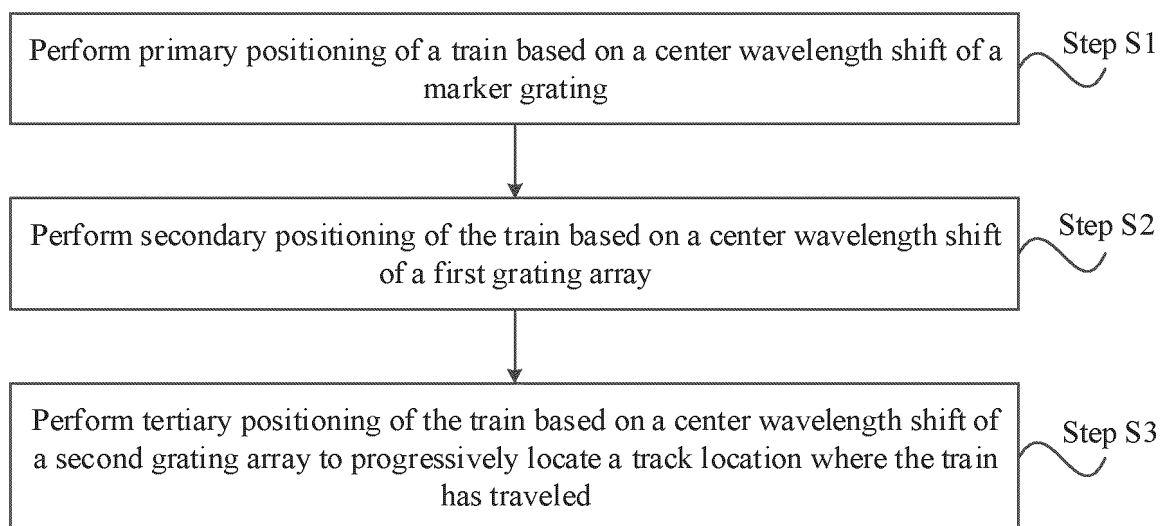 Perform primary positioning of a train based on a center wavelength shift of a
marker grating
Step S1
Perform secondary positioning of the train based on a center wavelength shift
of a first grating array
Step S2
Perform tertiary positioning of the train based on a center wavelength shift of
a second grating array to progressively locate a track location where the train
has traveled
Step S3